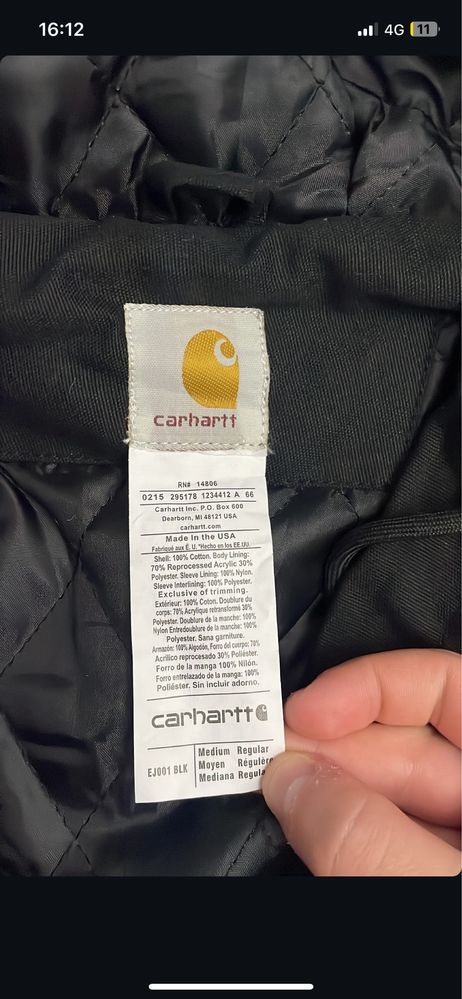 16:12
4G
11
carhartt
RN# 14806
0215 295178 1234412 A 66
Carhartt Inc. P.O. Box 600
Dearborn, MI 48121 USA
carhartt.com
Made in the USA
Fabriqué aux É. U. *Hecho en los EE.UU.
Shell: 100% Cotton. Body Lining:
70% Reprocessed Acrylic 30%
Polyester. Sleeve Lining: 100% Nylon.
Sleeve Interlining: 100% Polyester.
Exclusive of trimming.
Extérieur: 100% Coton. Doublure du
corps: 70% Acrylique retransformé 30%
Polyester. Doublure de la manche: 100%
Nylon Entredoublure de la manche: 100%
Polyester. Sana garniture.
Armazón: 100% Algodón, Forro del cuerpo: 70%
Acrílico reprocesado 30% Poliéster.
Forro de la manga 100% Nilón.
Forro entrelazado de la manga: 100%
Poliéster. Sin incluir adorno.
carhartt
EJ001 BLK
Medium Regular
Moyen Régulère
Mediana Regula